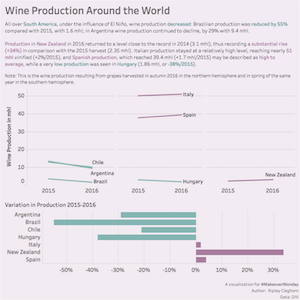 Wine Production Around the World
All over South America, under the influence of El Niño, wine production decreased. Brazilian production was reduced by 55%
compared with 2015, with 1.6 mhl; in Argentina wine production continued to decline, by 29% with 9.4 mhl.
Production in New Zealand in 2016 returned to a level close to the record in 2014 (3.1 mhl), thus recording a substantial rise
(+34%) in comparison with the 2015 harvest (2.35 mhl). Italian production stayed at a relatively high level, reaching nearly 51
mhl vinified (+2%/2015), and Spanish production, which reached 39.4 mhl (+1.7 mhl/2015) may be described as high to
average, while a very low production was seen in Hungary (1.86 mhl, or -38%/2015).
Note: This is the wine production resulting from grapes harvested in autumn 2016 in the northern hemisphere and in spring of the same
year in the southern hemisphere.
Wine Production in mhl
50
40
30
20
10
0
Italy
Spain
Chile
Argentina
Brazil
Hungary
New Zealand
2015 2016 2015 2016 2015 2016
Variation in Production 2015-2016
Argentina
Brazil
Chile
Hungary
Italy
New Zealand
Spain
-50% -40% -30% -20% -10% 0% 10% 20% 30%
A visualisation for #MakeoverMonday
Data: OIV